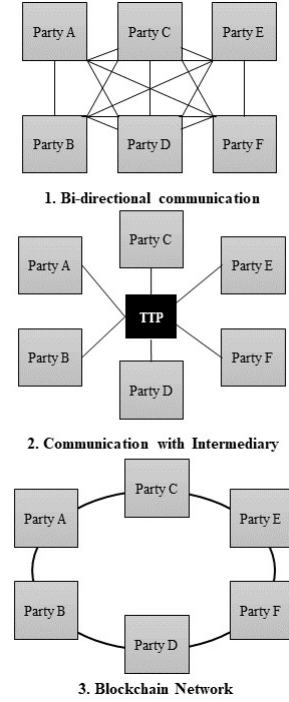 Party A Party C Party E
Party B Party D Party F
1. Bi-directional communication
Party C
Party A Party E
TTP
Party B Party F
Party D
2. Communication with Intermediary
Party C
Party A Party E
Party B Party F
Party D
3. Blockchain Network